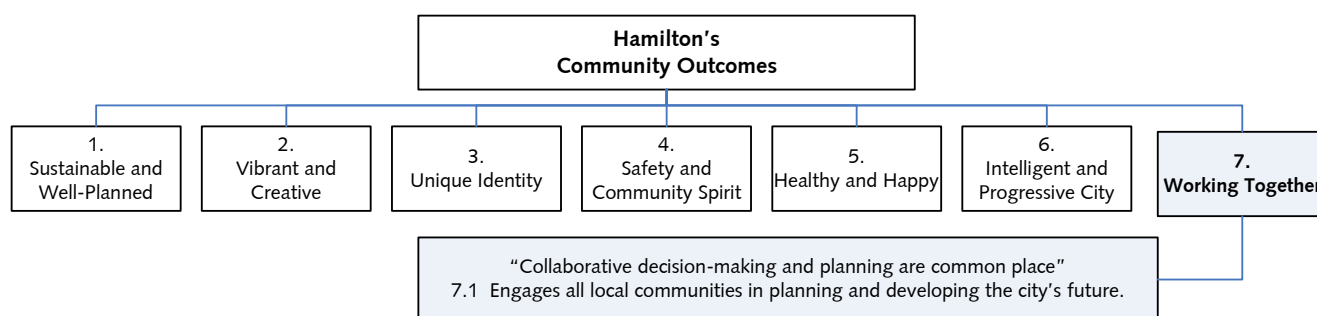 Hamilton’s
Community Outcomes
1.
Sustainable and
Well-Planned
2.
Vibrant and
Creative
3.
Unique Identity
4.
Safety and
Community Spirit
5.
Healthy and Happy
6.
Intelligent and
Progressive City
7.
Working Together
“Collaborative decision-making and planning are common place”
7.1 Engages all local communities in planning and developing the city’s future.